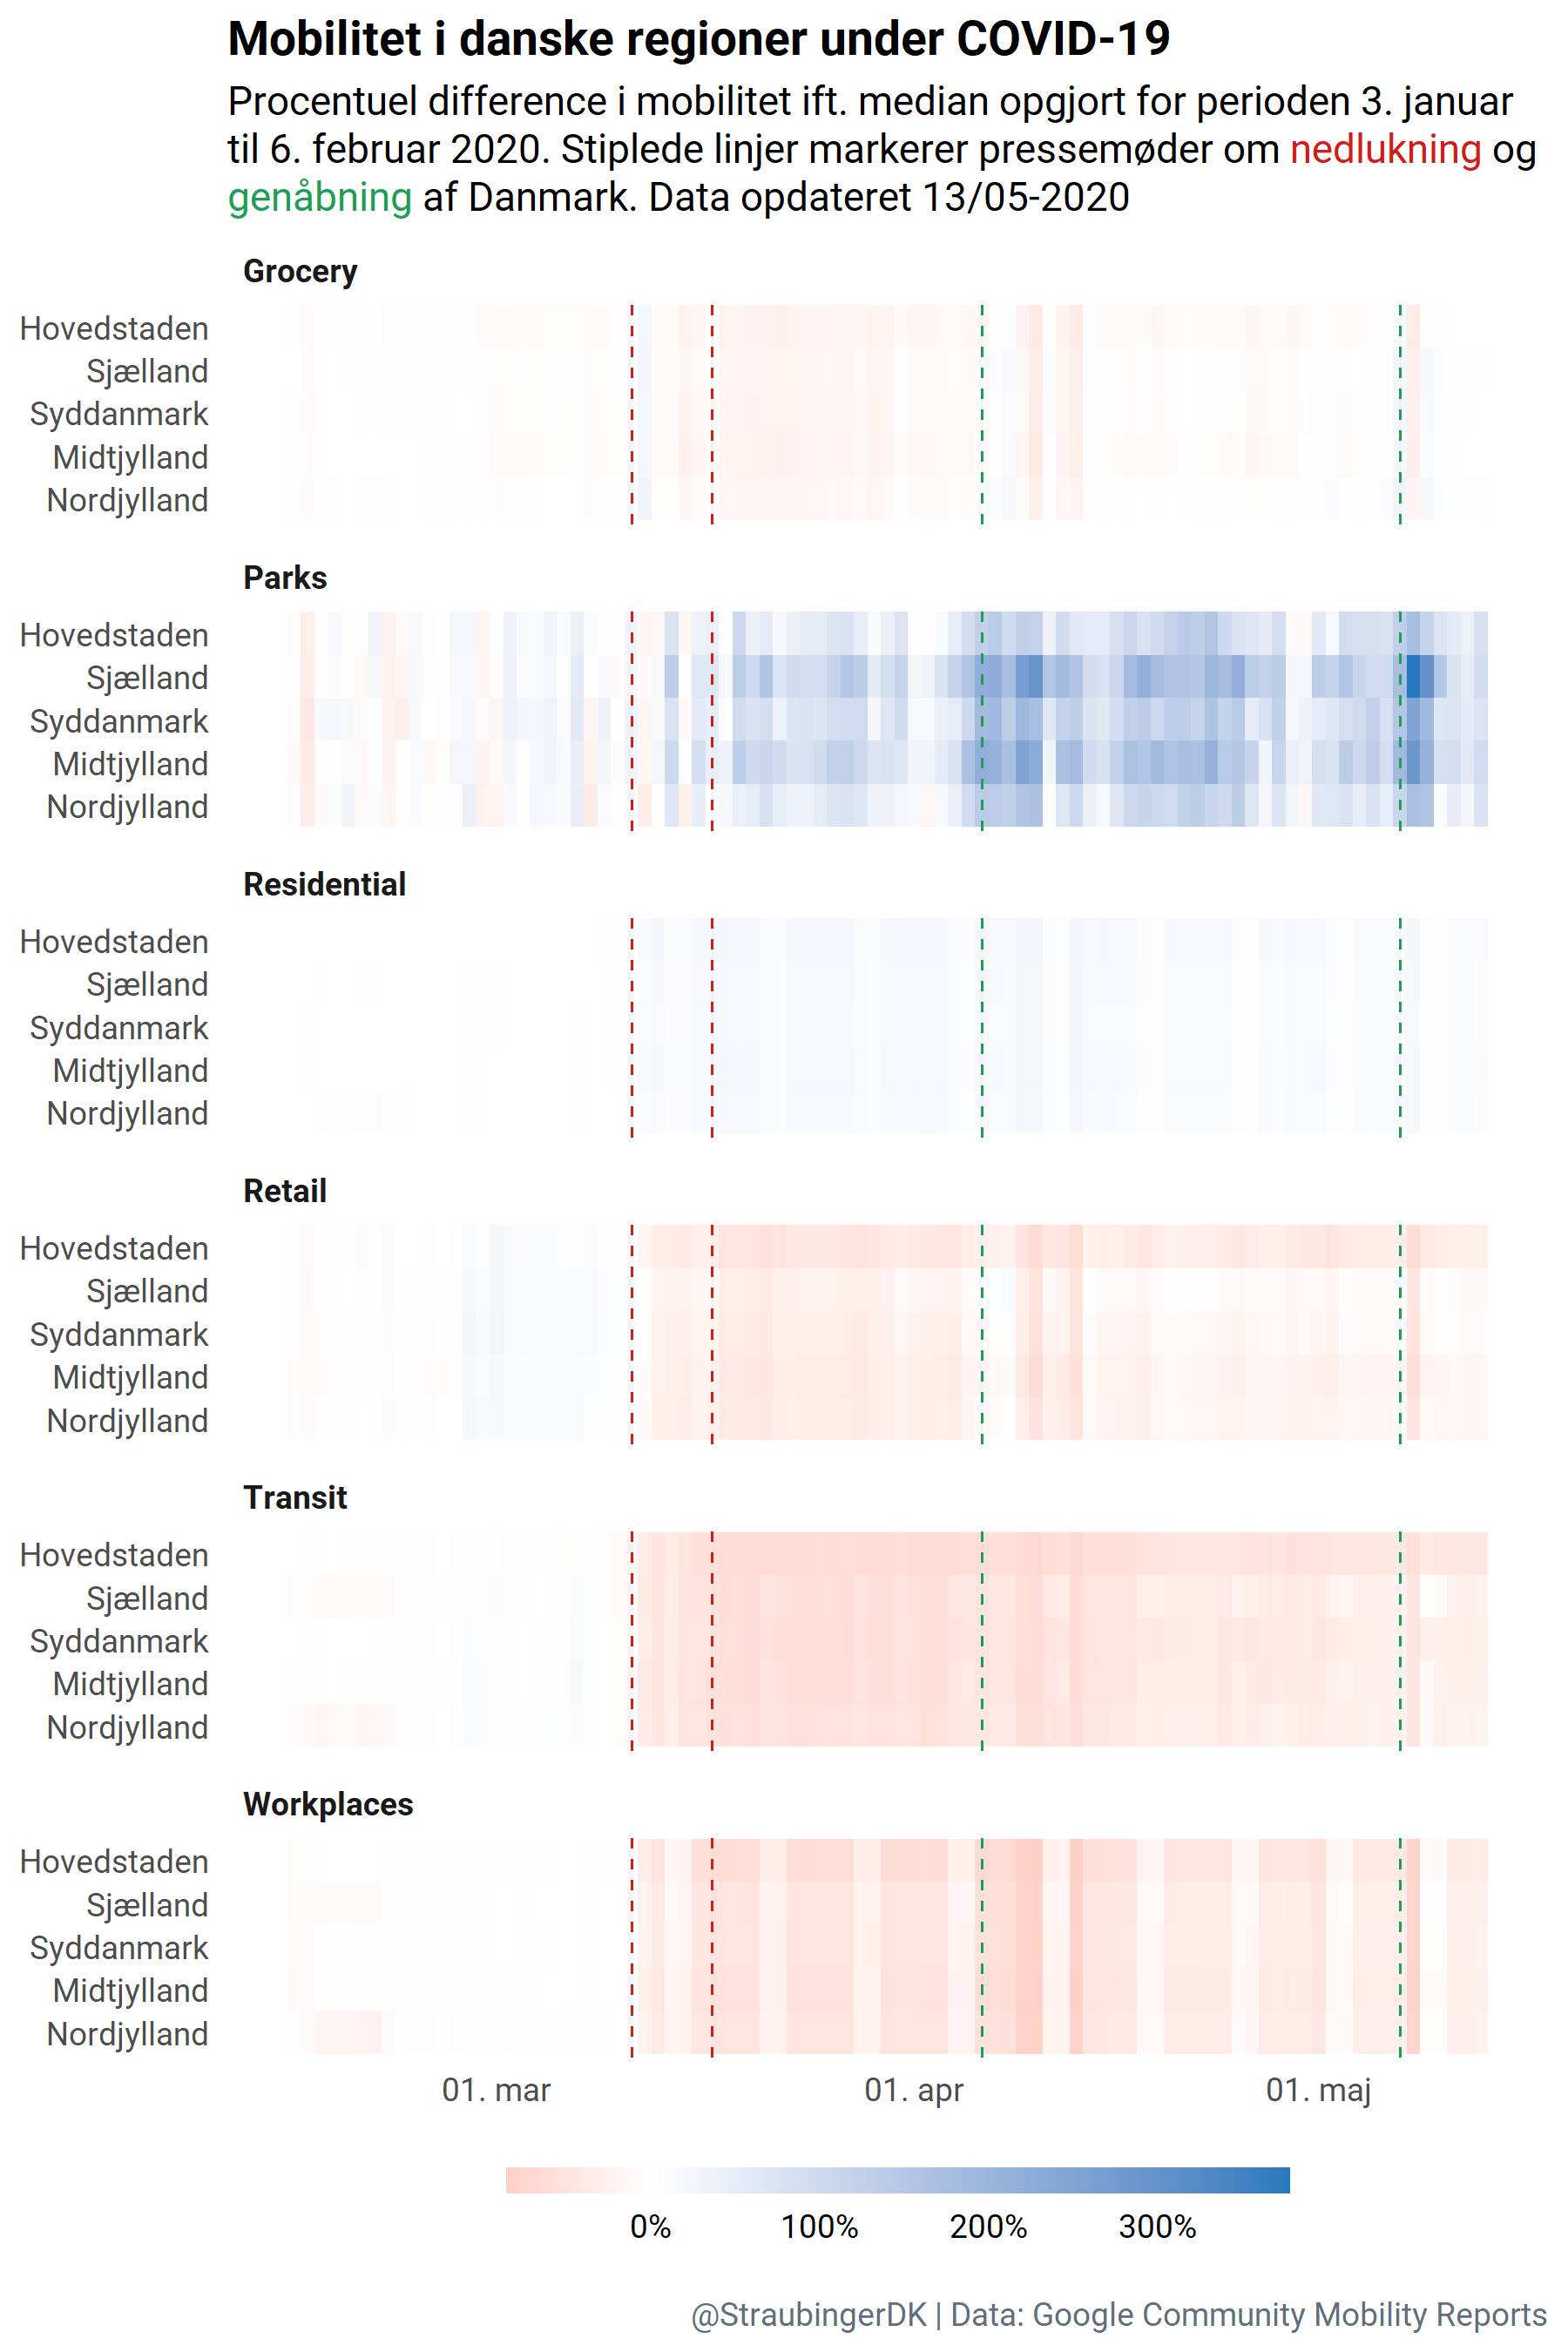 Mobilitet i danske regioner under COVID-19
Procentuel difference i mobilitet ift. median opgjort for perioden 3. januar
til 6. februar 2020. Stiplede linjer markerer pressemøder om nedlukning og
genåbning af Danmark. Data opdateret 13/05-2020
Grocery
Hovedstaden
Sjælland
Syddanmark
Midtjylland
Nordjylland
Parks
Hovedstaden
Sjælland
Syddanmark
Midtjylland
Nordjylland
Residential
Hovedstaden
Sjælland
Syddanmark
Midtjylland
Nordjylland
Retail
Hovedstaden
Sjælland
Syddanmark
Midtjylland
Nordjylland
Transit
Hovedstaden
Sjælland
Syddanmark
Midtjylland
Nordjylland
Workplaces
Hovedstaden
Sjælland
Syddanmark
Midtjylland
Nordjylland
01. mar 01. apr 01. maj
0% 100% 200% 300%
@StraubingerDK | Data: Google Community Mobility Reports